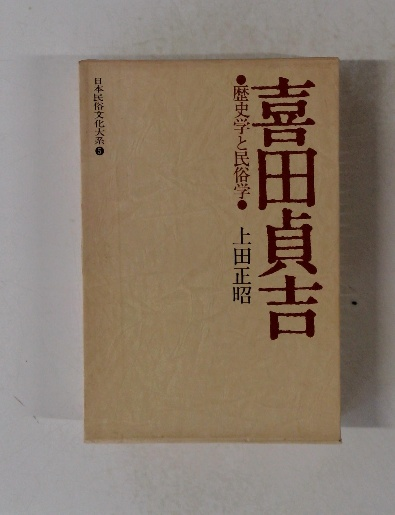 喜田貞吉
●歴史学と民俗学●
上田正昭
日本民俗文化大系❺